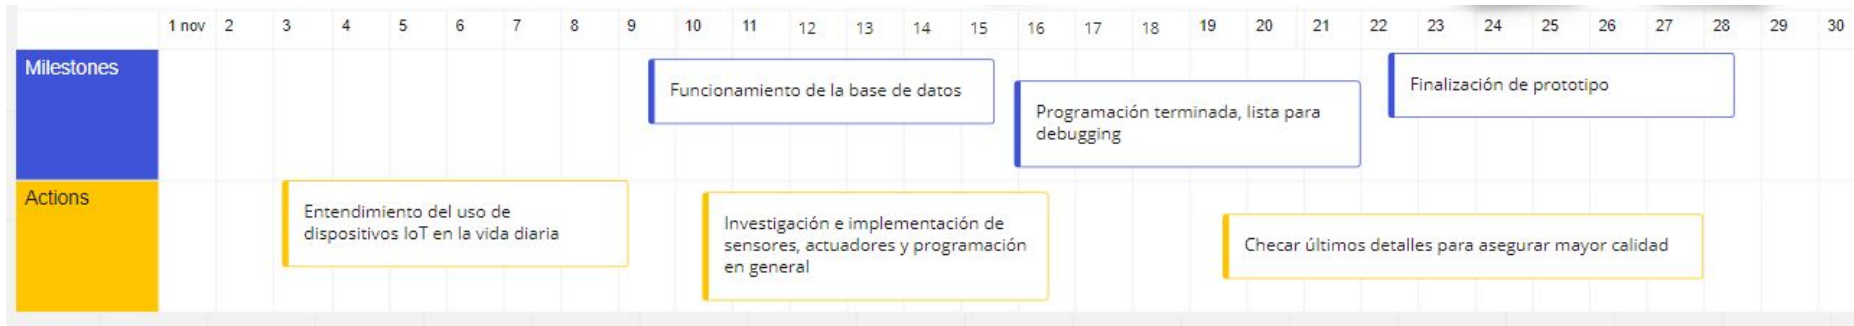 1 nov 2 3 4 5 6 7 8 9 10 11 12 13 14 15 16 17 18 19 20 21 22 23 24 25 26 27 28 29 30
Milestones
Funcionamiento de la base de datos
Programación terminada, lista para
debugging
Finalización de prototipo
Actions
Entendimiento del uso de
dispositivos IoT en la vida diaria
Investigación e implementación de
sensores, actuadores y programación
en general
Checar últimos detalles para asegurar mayor calidad